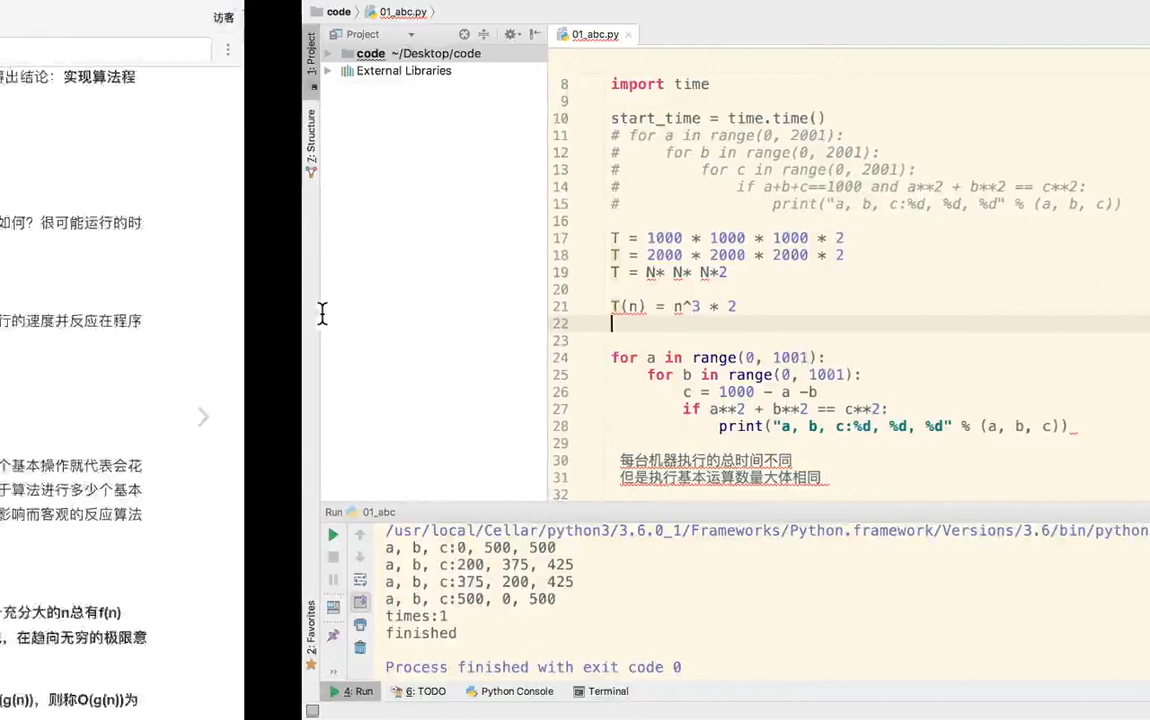 访客
得出结论：实现算法程
如何？很可能运行的时
行的速度并反应在程序
个基本操作就代表会花
于算法进行多少个基本
影响而客观的反应算法
充分大的n总有f(n)
，在趋向无穷的极限意
(g(n))，则称O(g(n))为
code
01_abc.py
1: Project
7: Structure
2: Favorites
Project
code ~/Desktop/code
External Libraries
01_abc.py
8 import time
9
10 start_time = time.time()
11 # for a in range(0, 2001):
12 # for b in range(0, 2001):
13 # for c in range(0, 2001):
14 # if a+b+c==1000 and a**2 + b**2 == c**2:
15 # print("a, b, c:%d, %d, %d" % (a, b, c))
16
17 T = 1000 * 1000 * 1000 * 2
18 T = 2000 * 2000 * 2000 * 2
19 T = N* N* N*2
20
21 T(n) = n^3 * 2
22
23
24 for a in range(0, 1001):
25 for b in range(0, 1001):
26 c = 1000 - a -b
27 if a**2 + b**2 == c**2:
28 print("a, b, c:%d, %d, %d" % (a, b, c))
29
30 每台机器执行的总时间不同
31 但是执行基本运算数量大体相同
32
Run 01_abc
/usr/local/Cellar/python3/3.6.0_1/Frameworks/Python.framework/Versions/3.6/bin/python
a, b, c:0, 500, 500
a, b, c:200, 375, 425
a, b, c:375, 200, 425
a, b, c:500, 0, 500
times:1
finished
Process finished with exit code 0
4: Run
6: TODO
Python Console
Terminal